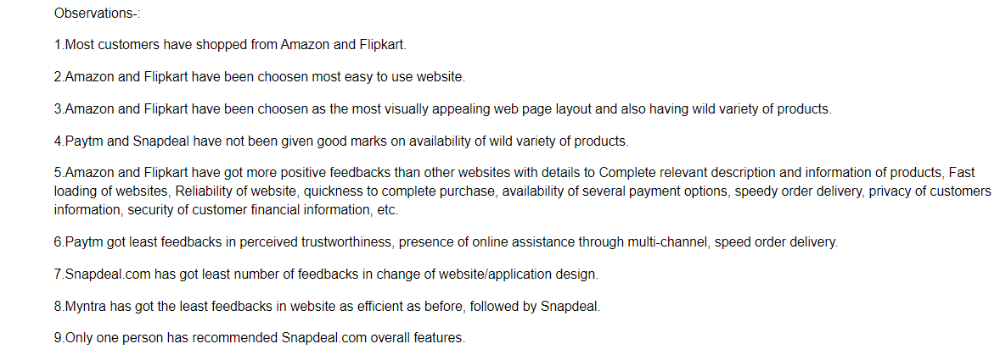 Observations-:
1.Most customers have shopped from Amazon and Flipkart.
2.Amazon and Flipkart have been choosen most easy to use website.
3.Amazon and Flipkart have been choosen as the most visually appealing web page layout and also having wild variety of products.
4.Paytm and Snapdeal have not been given good marks on availability of wild variety of products.
5.Amazon and Flipkart have got more positive feedbacks than other websites with details to Complete relevant description and information of products, Fast
loading of websites, Reliability of website, quickness to complete purchase, availability of several payment options, speedy order delivery, privacy of customers
information, security of customer financial information, etc.
6.Paytm got least feedbacks in perceived trustworthiness, presence of online assistance through multi-channel, speed order delivery.
7.Snapdeal.com has got least number of feedbacks in change of website/application design.
8.Myntra has got the least feedbacks in website as efficient as before, followed by Snapdeal.
9.Only one person has recommended Snapdeal.com overall features.